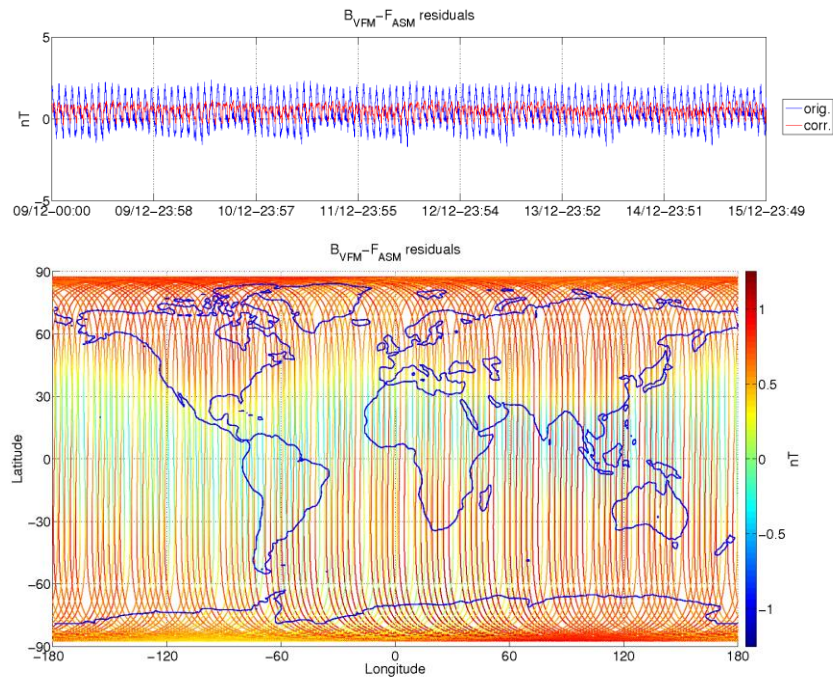 B_VFM–F_ASM residuals
5
0
−5
nT
09/12−00:00 09/12−23:58 10/12−23:57 11/12−23:55 12/12−23:54 13/12−23:52 14/12−23:51 15/12−23:49
orig.
corr.
B_VFM–F_ASM residuals
90
60
30
0
−30
−60
−90
Latitude
−180 −120 −60 0 60 120 180
Longitude
1
0.5
0
−0.5
−1
nT